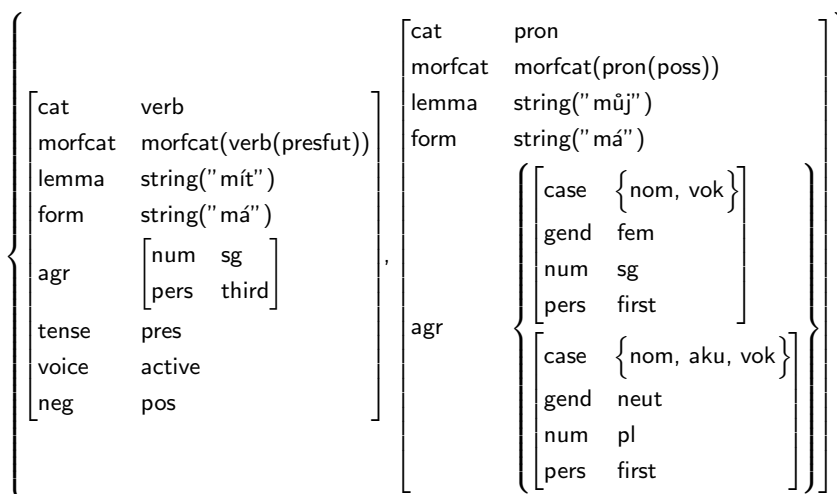 cat verb
morfcat morfcat(verb(presfut))
lemma string("mít")
form string("má")
agr
num sg
pers third
tense pres
voice active
neg pos
,
cat pron
morfcat morfcat(pron(poss))
lemma string("můj")
form string("má")
agr
case {nom, vok}
gend fem
num sg
pers first
case {nom, aku, vok}
gend neut
num pl
pers first